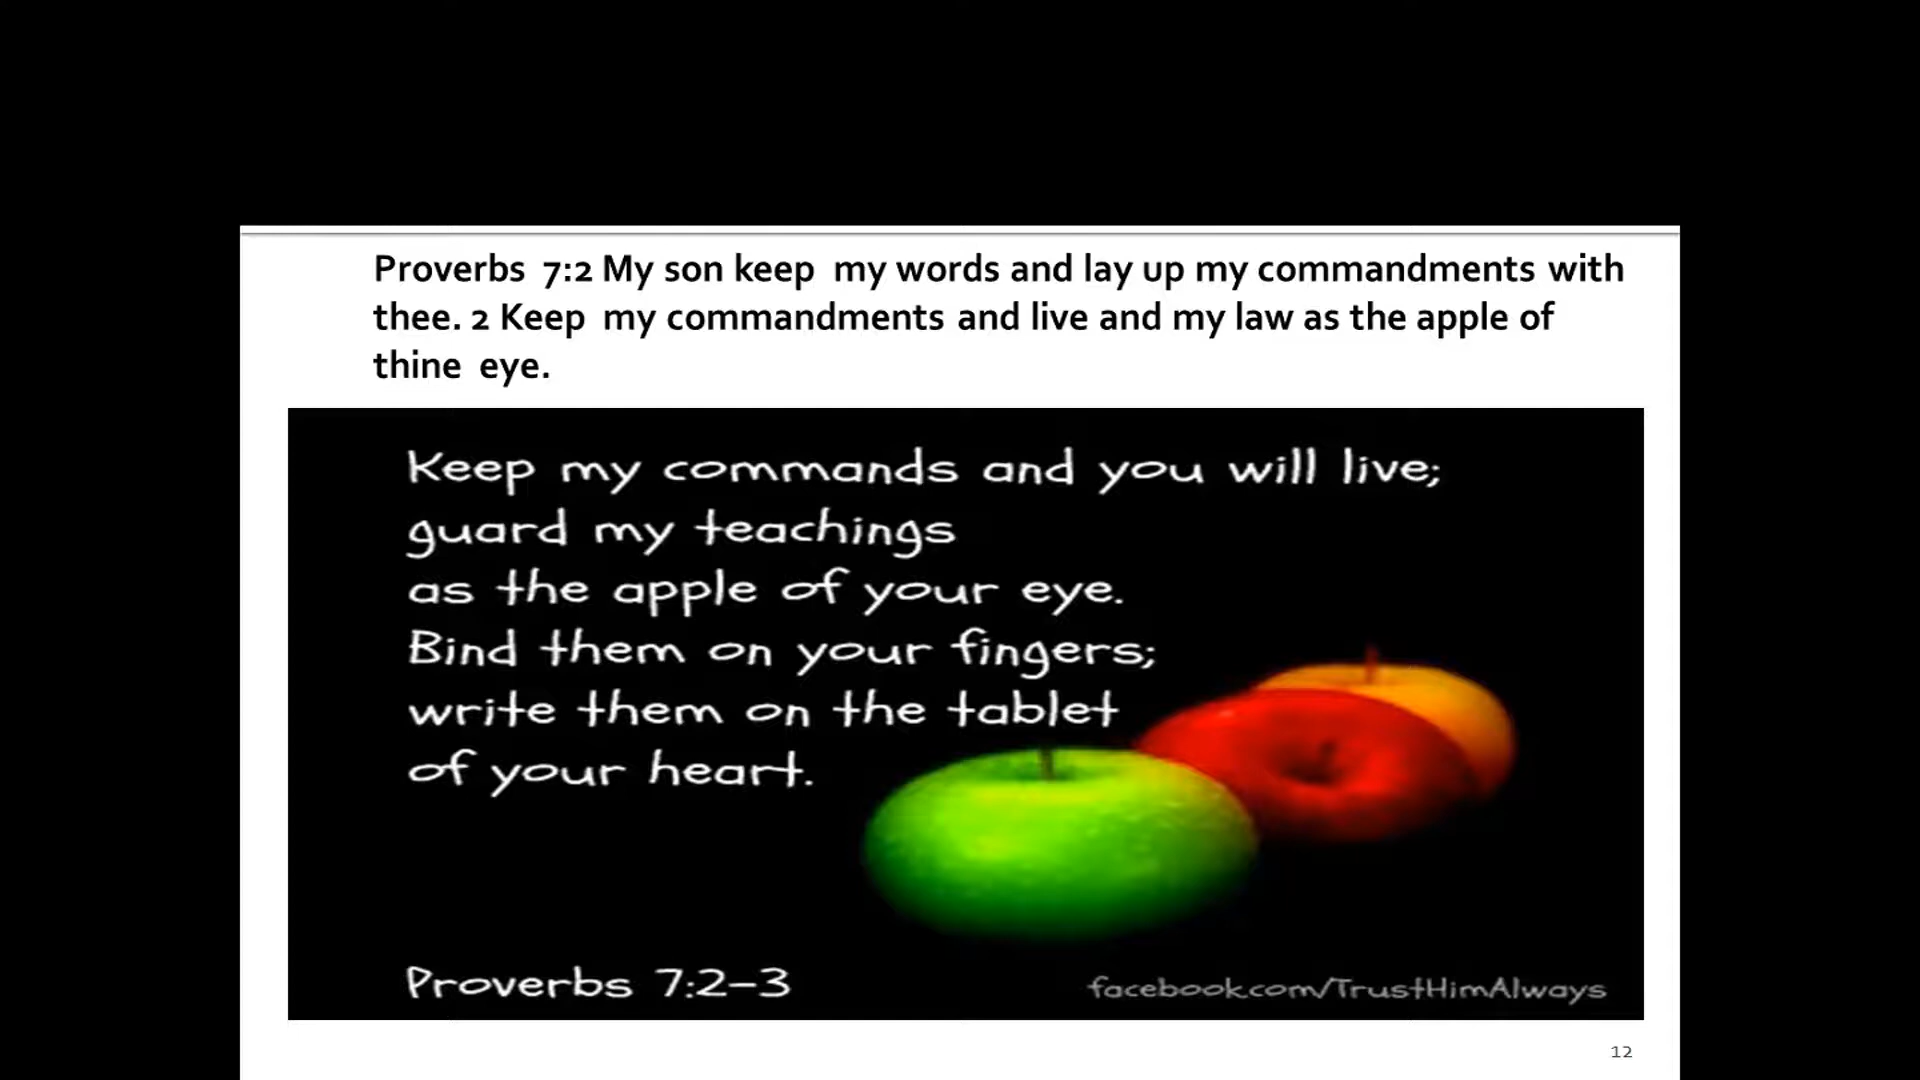 Proverbs 7:2 My son keep my words and lay up my commandments with
thee. 2 Keep my commandments and live and my law as the apple of
thine eye.
Keep my commands and you will live;
guard my teachings
as the apple of your eye.
Bind them on your fingers;
write them on the tablet
of your heart.
Proverbs 7:2-3
facebook.com/TrustHimAlways
12